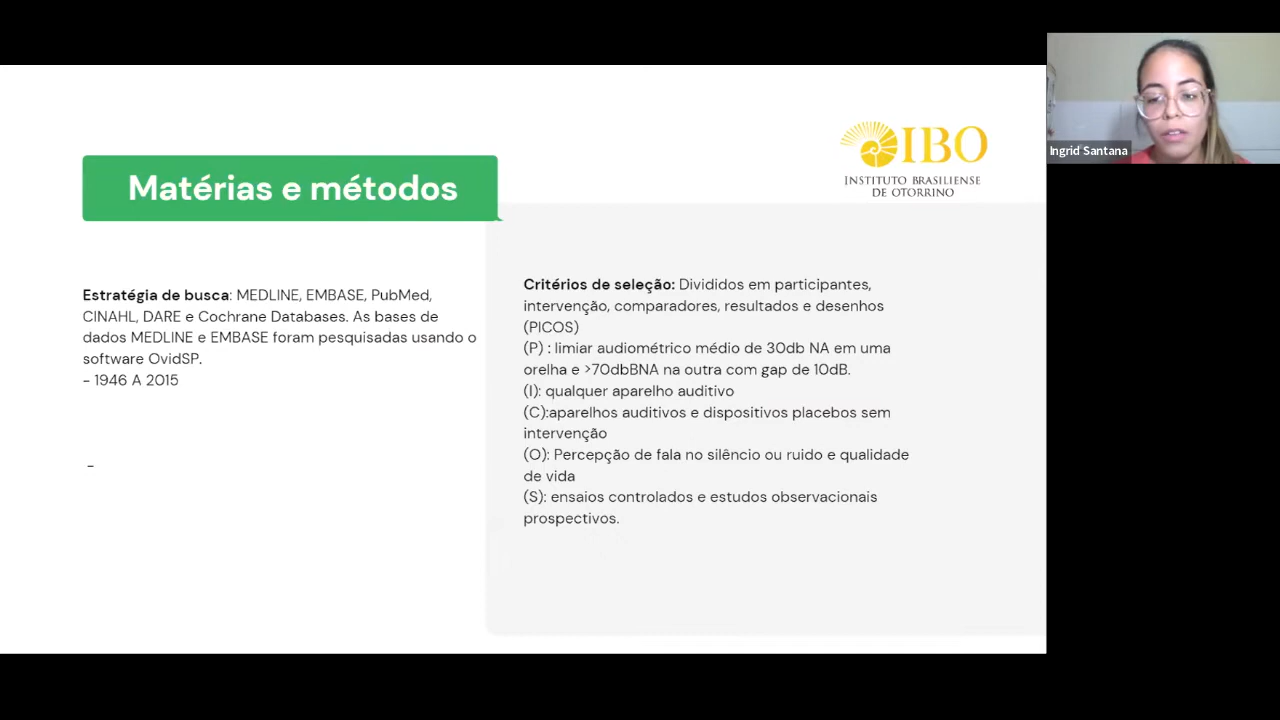 Matérias e métodos
IBO
INSTITUTO BRASILIENSE
DE OTORRINO
Ingrid Santana
Estratégia de busca: MEDLINE, EMBASE, PubMed,
CINAHL, DARE e Cochrane Databases. As bases de
dados MEDLINE e EMBASE foram pesquisadas usando o
software OvidSP.
- 1946 A 2015
-
Critérios de seleção: Divididos em participantes,
intervenção, comparadores, resultados e desenhos
(PICOS)
(P) : limiar audiométrico médio de 30db NA em uma
orelha e >70dbBNA na outra com gap de 10dB.
(I): qualquer aparelho auditivo
(C):aparelhos auditivos e dispositivos placebos sem
intervenção
(O): Percepção de fala no silêncio ou ruido e qualidade
de vida
(S): ensaios controlados e estudos observacionais
prospectivos.